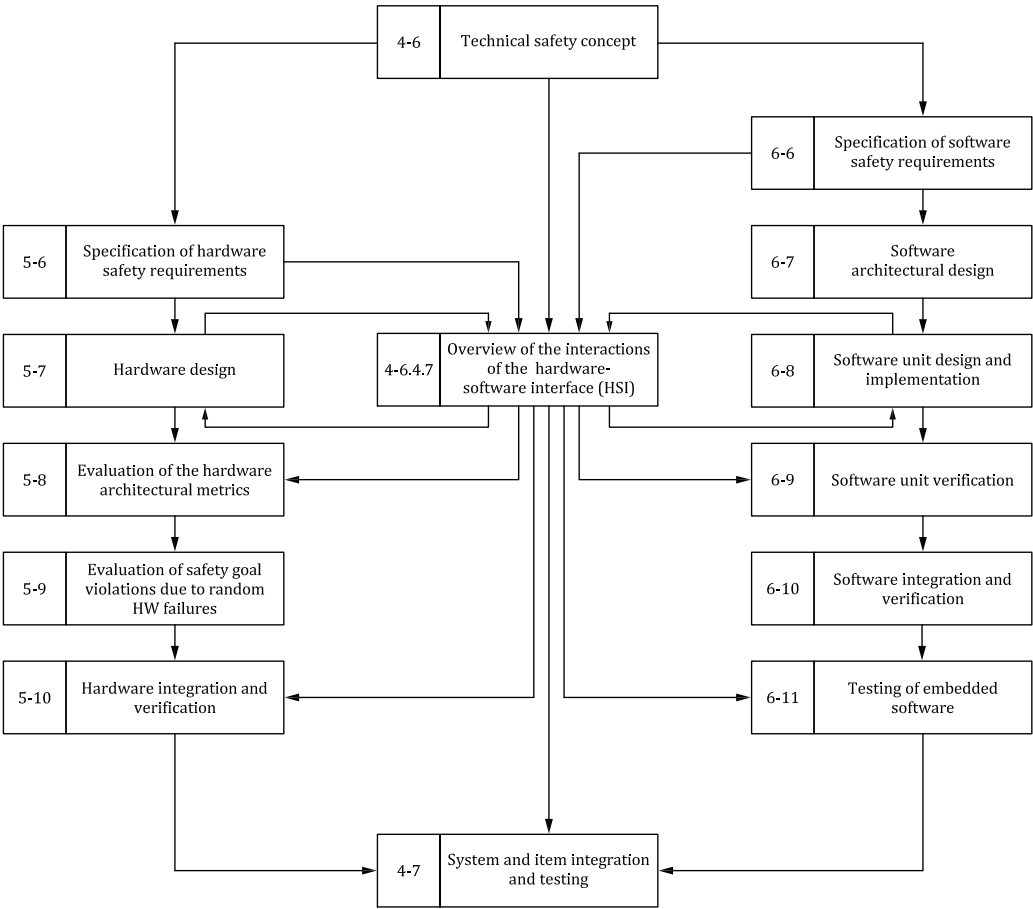 4-6
Technical safety concept
6-6
Specification of software
safety requirements
5-6
Specification of hardware
safety requirements
6-7
Software
architectural design
5-7
Hardware design
4-6.4.7
Overview of the interactions
of the hardware-
software interface (HSI)
6-8
Software unit design and
implementation
5-8
Evaluation of the hardware
architectural metrics
6-9
Software unit verification
5-9
Evaluation of safety goal
violations due to random
HW failures
6-10
Software integration and
verification
5-10
Hardware integration and
verification
6-11
Testing of embedded
software
4-7
System and item integration
and testing